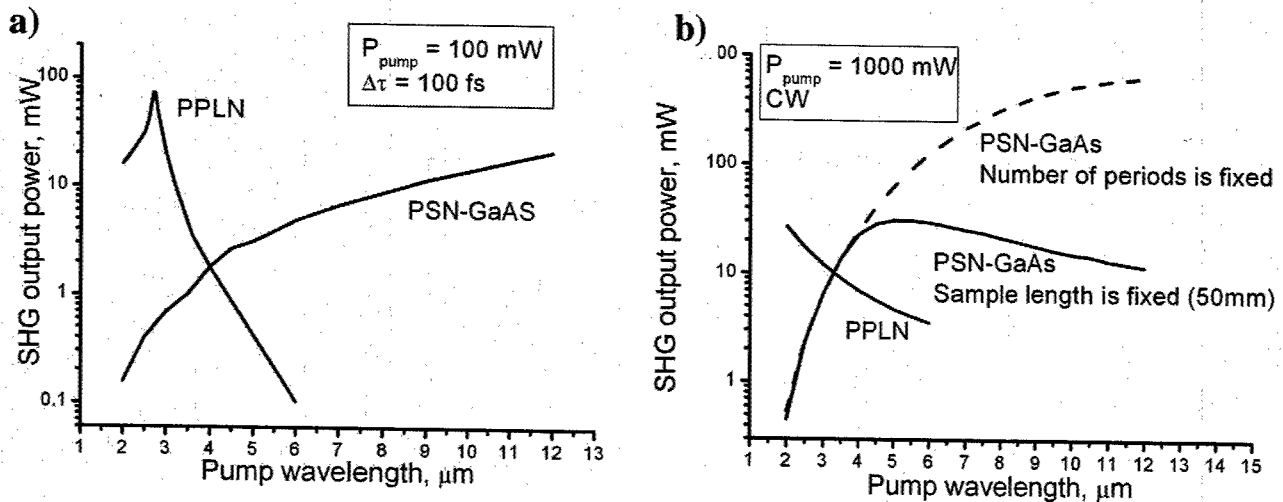 a)
P_pump = 100 mW
Δτ = 100 fs
PPLN
PSN-GaAS
SHG output power, mW
100
10
1
0.1
1 2 3 4 5 6 7 8 9 10 11 12 13
Pump wavelength, μm
b)
P_pump = 1000 mW
CW
PSN-GaAs
Number of periods is fixed
PSN-GaAs
Sample length is fixed (50mm)
PPLN
SHG output power, mW
00
100
10
1
1 2 3 4 5 6 7 8 9 10 11 12 13 14 15
Pump wavelength, μm